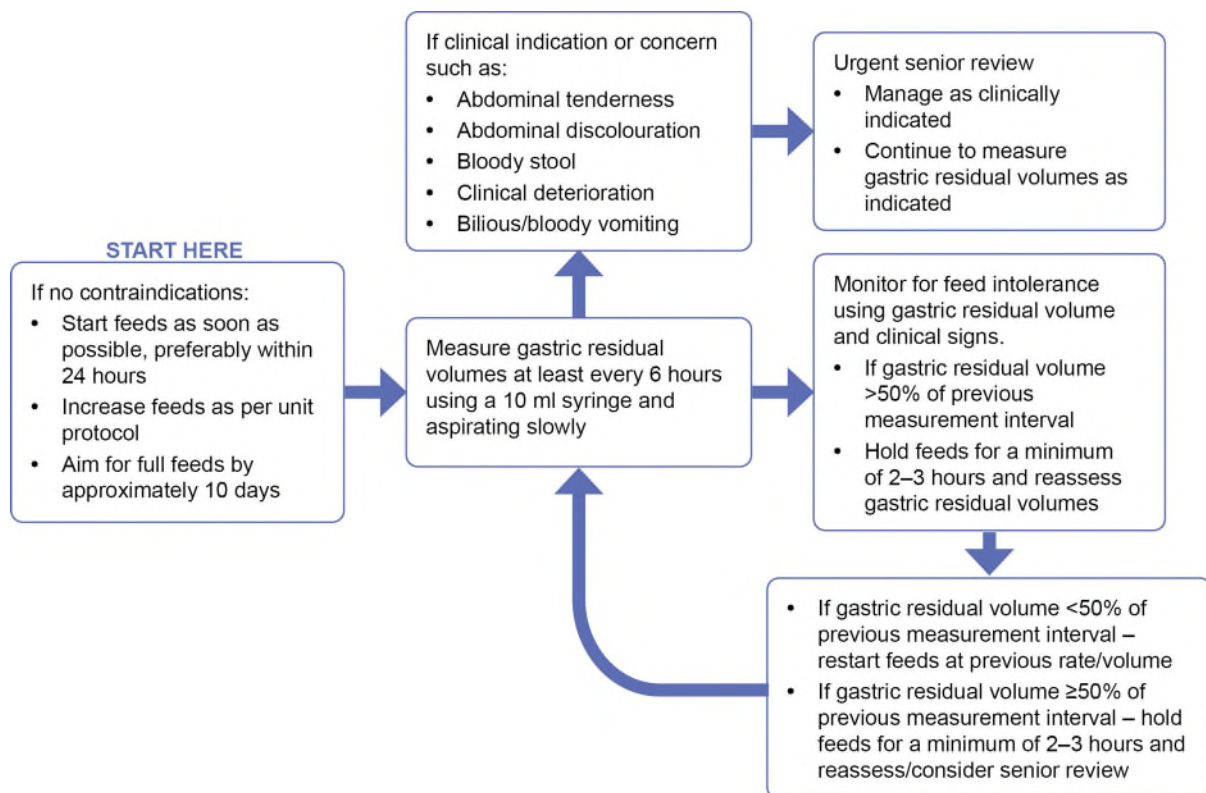 START HERE
If no contraindications:
• Start feeds as soon as
possible, preferably within
24 hours
• Increase feeds as per unit
protocol
• Aim for full feeds by
approximately 10 days
Measure gastric residual
volumes at least every 6 hours
using a 10 ml syringe and
aspirating slowly
If clinical indication or concern
such as:
• Abdominal tenderness
• Abdominal discolouration
• Bloody stool
• Clinical deterioration
• Bilious/bloody vomiting
Urgent senior review
• Manage as clinically
indicated
• Continue to measure
gastric residual volumes as
indicated
Monitor for feed intolerance
using gastric residual volume
and clinical signs.
• If gastric residual volume
>50% of previous
measurement interval
• Hold feeds for a minimum
of 2–3 hours and reassess
gastric residual volumes
• If gastric residual volume <50% of
previous measurement interval –
restart feeds at previous rate/volume
• If gastric residual volume ≥50% of
previous measurement interval – hold
feeds for a minimum of 2–3 hours and
reassess/consider senior review